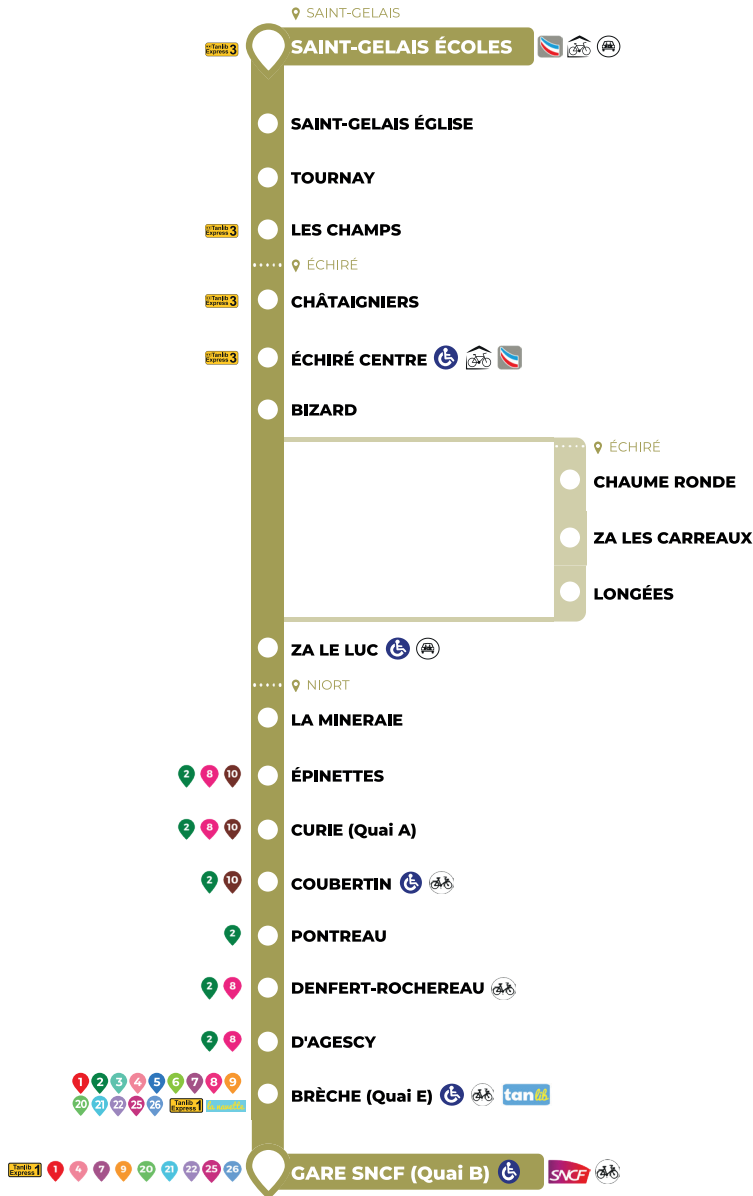 SAINT-GELAIS
Tanlib Express 3 SAINT-GELAIS ÉCOLES
SAINT-GELAIS ÉGLISE
TOURNAY
Tanlib Express 3 LES CHAMPS
ÉCHIRÉ
Tanlib Express 3 CHÂTAIGNIERS
Tanlib Express 3 ÉCHIRÉ CENTRE
BIZARD
ÉCHIRÉ
CHAUME RONDE
ZA LES CARREAUX
LONGÉES
ZA LE LUC
NIORT
LA MINERAIE
2 8 10 ÉPINETTES
2 8 10 CURIE (Quai A)
2 10 COUBERTIN
2 PONTREAU
2 8 DENFERT-ROCHEREAU
2 8 D'AGESCY
1 2 3 4 5 6 7 8 9
20 21 22 25 26 Tanlib Express 1 la navette
BRÈCHE (Quai E) tanlib
Tanlib Express 1 1 4 7 9 20 21 22 25 26 GARE SNCF (Quai B) SNCF